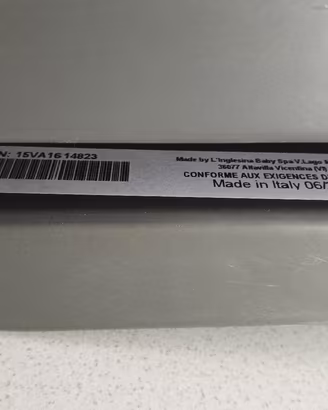 N: 15VA16 14823
Made by L'Inglesina Baby Spa V.Lago
36077 Altavilla Vicentina (VI)
CONFORME AUX EXIGENCES
Made in Italy 06/